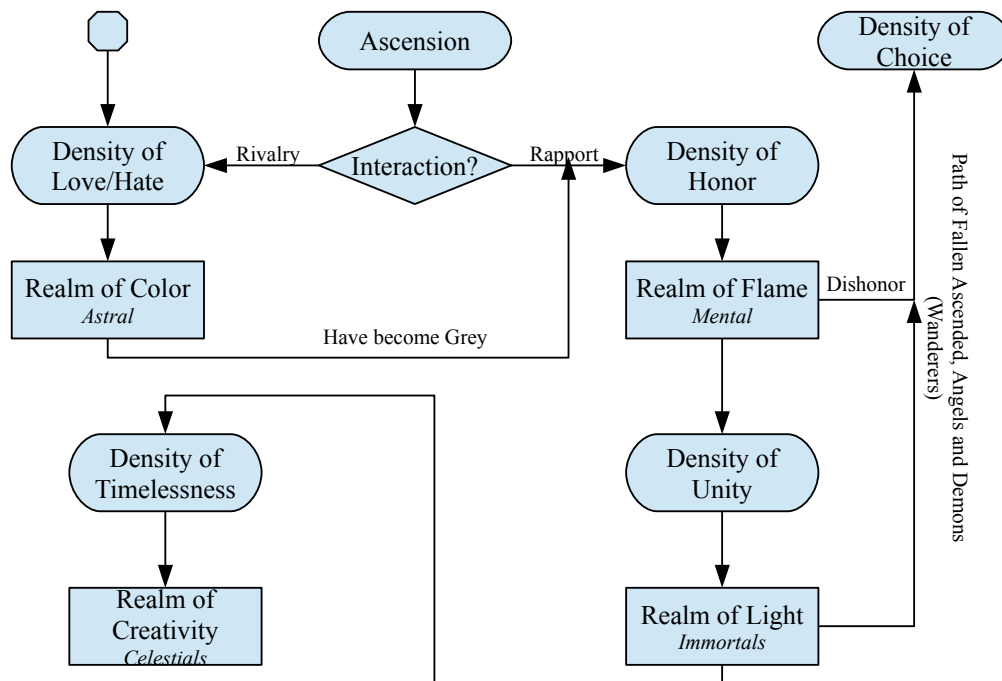 Ascension
Density of
Choice
Density of
Love/Hate
Rivalry
Interaction?
Rapport
Density of
Honor
Realm of Color
Astral
Realm of Flame
Mental
Dishonor
Path of Fallen Ascended, Angels and Demons
(Wanderers)
Have become Grey
Density of
Timelessness
Density of
Unity
Realm of
Creativity
Celestials
Realm of Light
Immortals